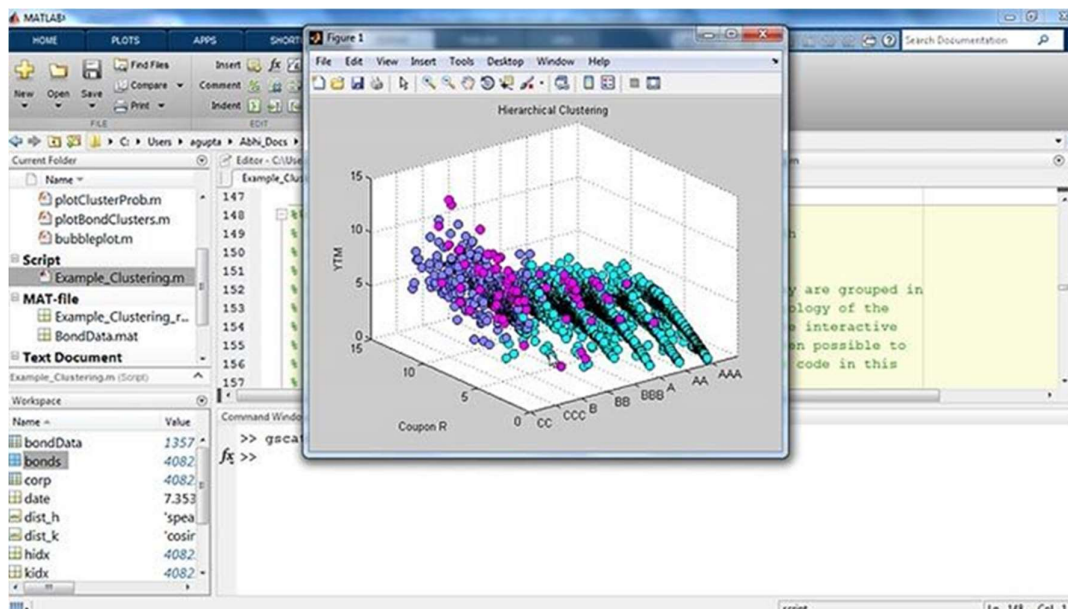 MATLAB
HOME PLOTS APPS SHORT
Search Documentation
New Open Save
Find Files
Compare
Print
Insert fx
Comment
Indent
FILE
EDIT
C: Users agupta Abhi_Docs
Current Folder
Name
plotClusterProb.m
plotBondClusters.m
bubbleplot.m
Script
Example_Clustering.m
MAT-file
Example_Clustering_r...
BondData.mat
Text Document
Example_Clustering.m (Script)
Workspace
Name Value
bondData 1357
bonds 4082
corp 4082
date 7.353
dist_h 'spea
dist_k 'cosin
hidx 4082
kidx 4082
Editor - C:\Use
Example_Clus
147
148 %%
149 %
150 %
151 %
152 % y are grouped in
153 % ology of the
154 % e interactive
155 % en possible to
156 % code in this
157 %
Command Windo
>> gscat
fx >>
Figure 1
File Edit View Insert Tools Desktop Window Help
Hierarchical Clustering
YTM
15
10
5
0
15
10
5
0
Coupon R
CC
CCC
B
BB
BBB
A
AA
AAA
script
Ln 148 Col 1